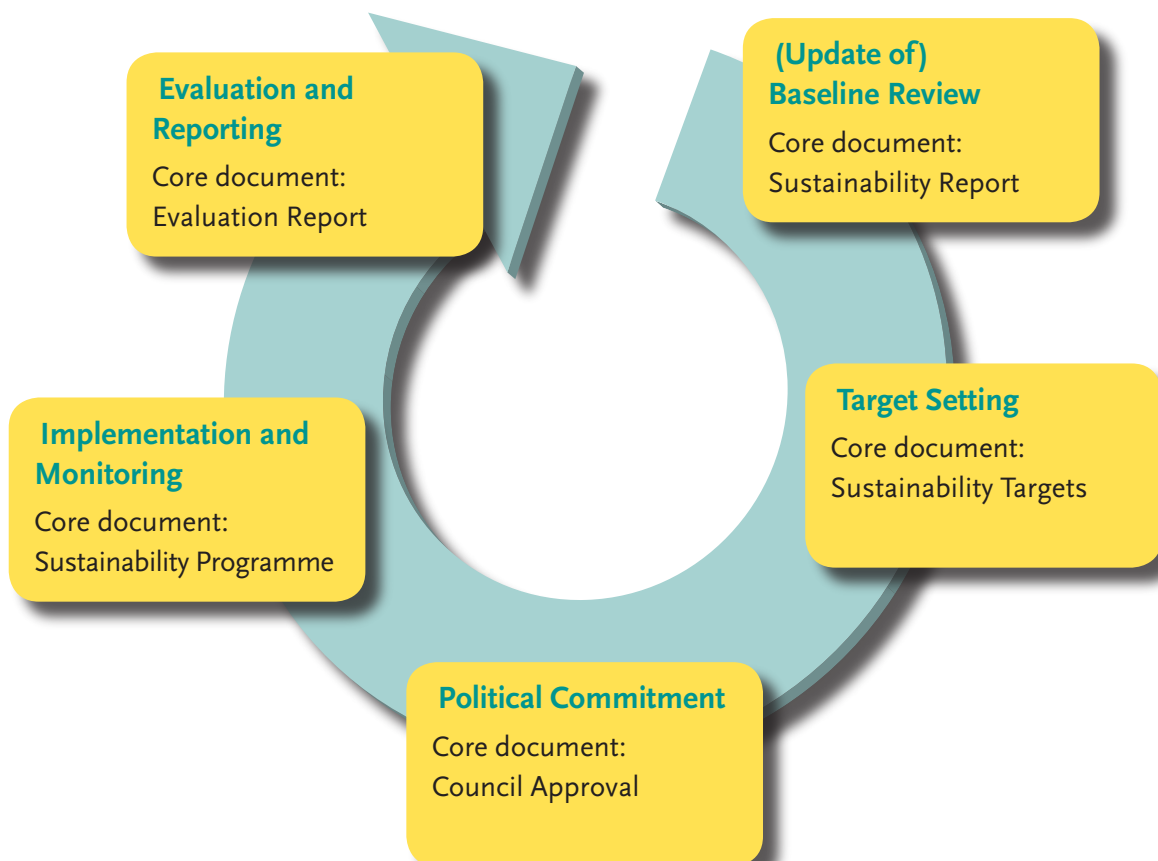 (Update of)
Baseline Review
Core document:
Sustainability Report
Target Setting
Core document:
Sustainability Targets
Political Commitment
Core document:
Council Approval
Implementation and
Monitoring
Core document:
Sustainability Programme
Evaluation and
Reporting
Core document:
Evaluation Report